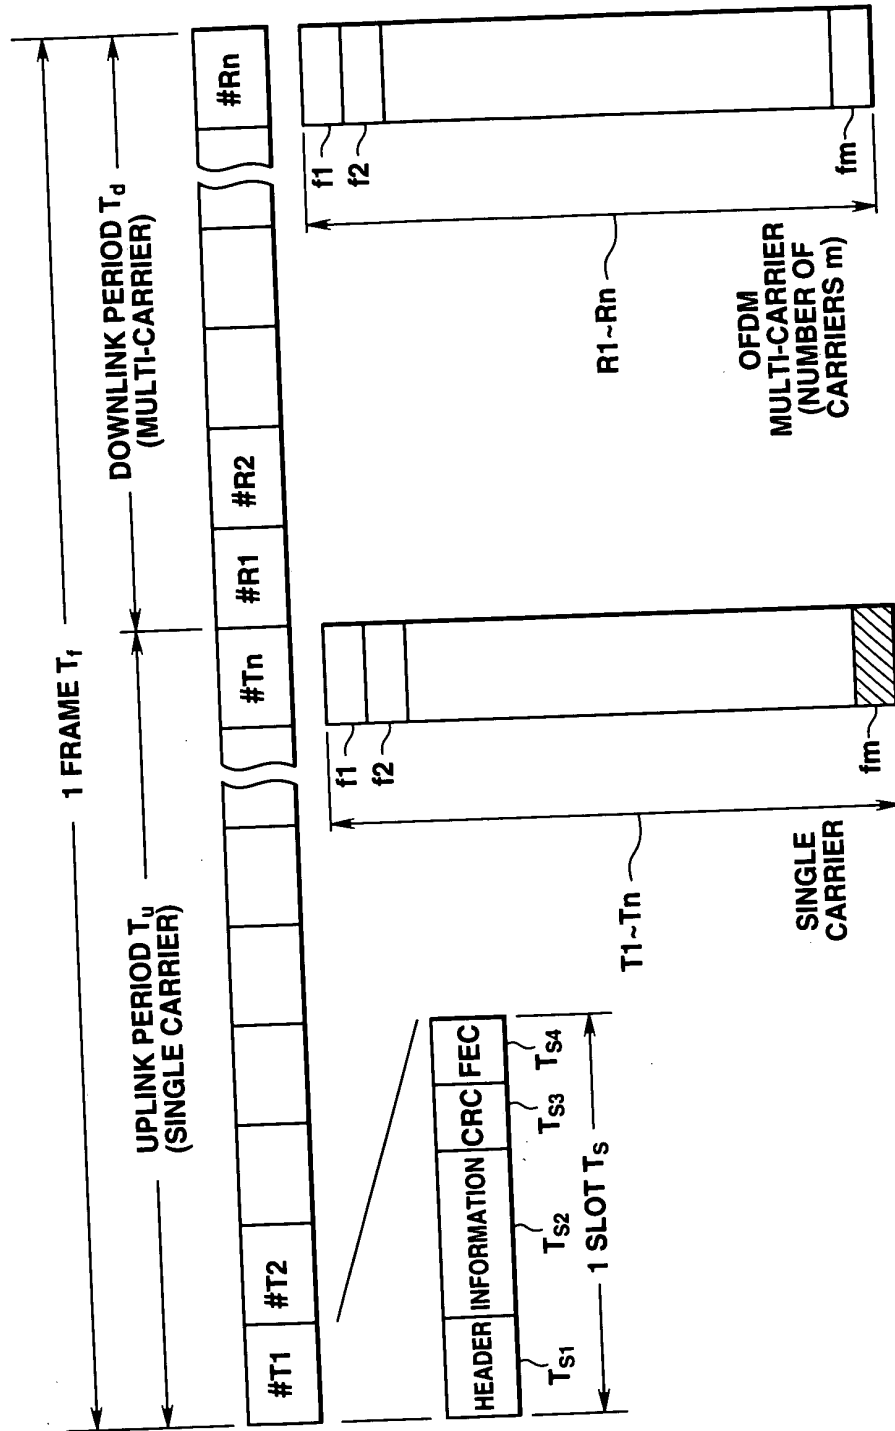 1 FRAME Tf
UPLINK PERIOD Tu
(SINGLE CARRIER)
DOWNLINK PERIOD Td
(MULTI-CARRIER)
#T1
#T2
#Tn
#R1
#R2
#Rn
HEADER
INFORMATION
CRC
FEC
TS1
TS2
TS3
TS4
1 SLOT TS
f1
f2
fm
T1~Tn
SINGLE
CARRIER
f1
f2
fm
R1~Rn
OFDM
MULTI-CARRIER
(NUMBER OF
CARRIERS m)